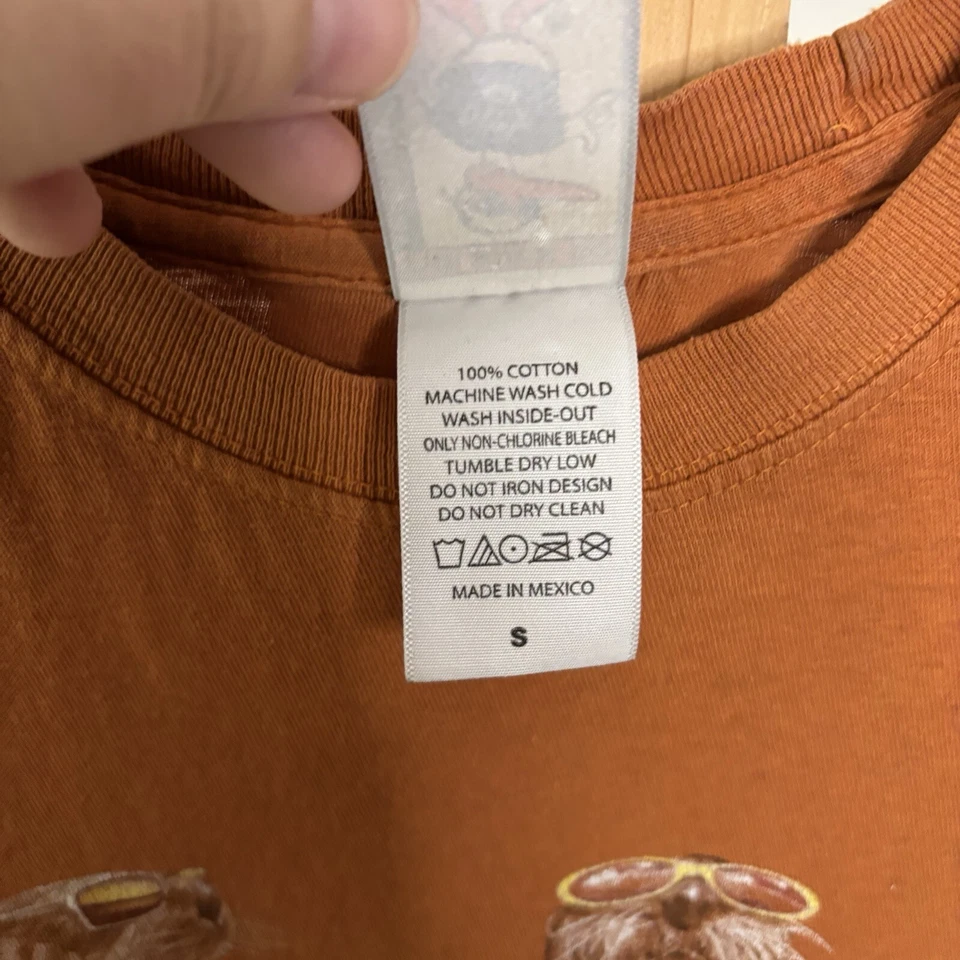 100% COTTON
MACHINE WASH COLD
WASH INSIDE-OUT
ONLY NON-CHLORINE BLEACH
TUMBLE DRY LOW
DO NOT IRON DESIGN
DO NOT DRY CLEAN
MADE IN MEXICO
S